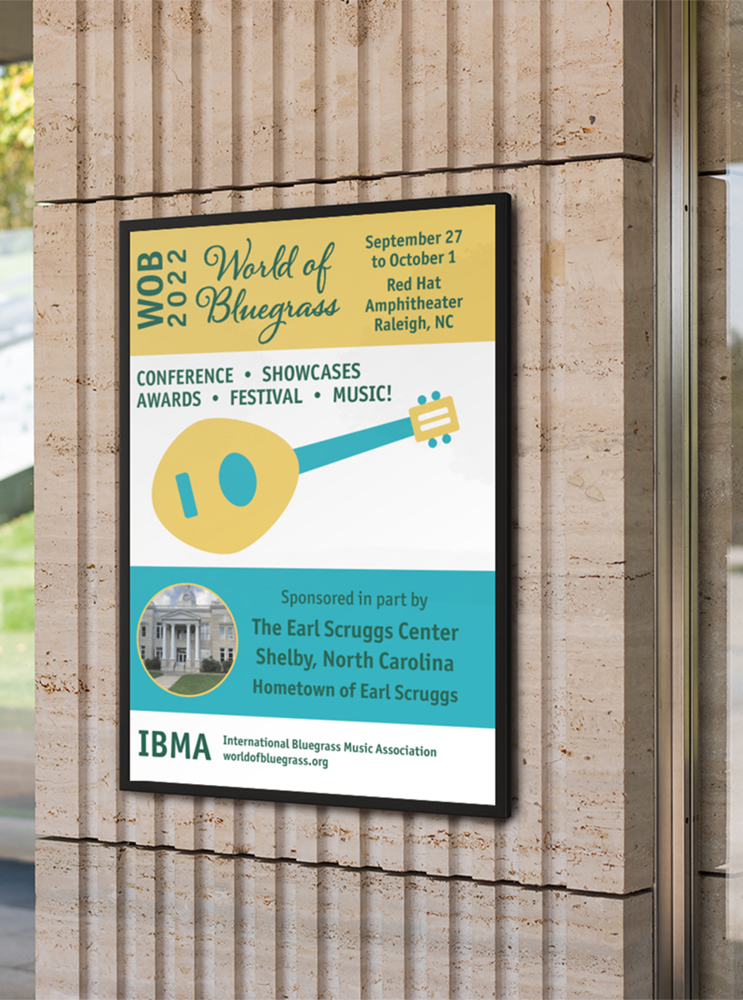 WOB
2022
World of
Bluegrass
September 27
to October 1
Red Hat
Amphitheater
Raleigh, NC
CONFERENCE • SHOWCASES
AWARDS • FESTIVAL • MUSIC!
Sponsored in part by
The Earl Scruggs Center
Shelby, North Carolina
Hometown of Earl Scruggs
IBMA
International Bluegrass Music Association
worldofbluegrass.org